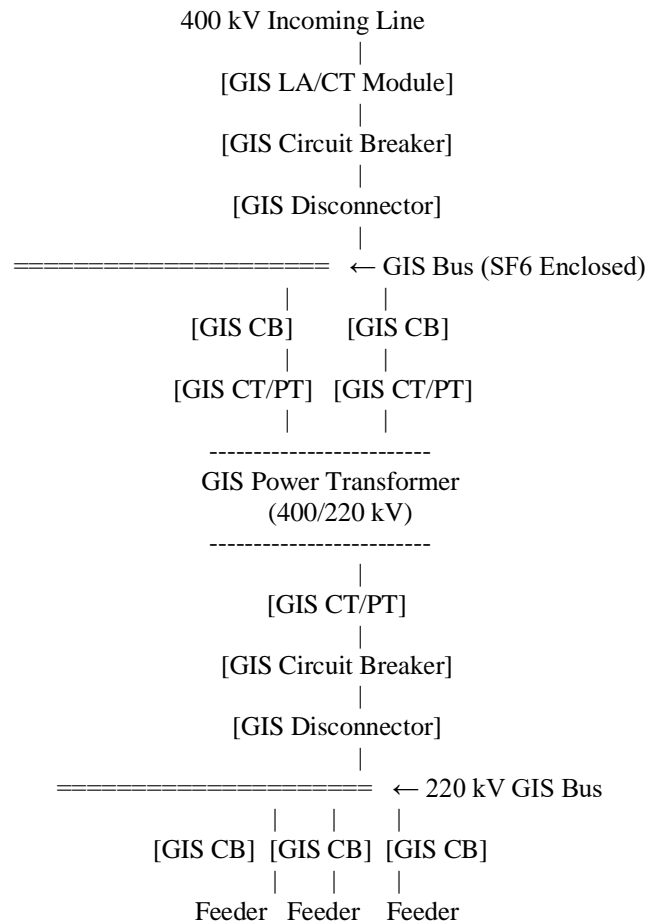 400 kV Incoming Line
|
[GIS LA/CT Module]
|
[GIS Circuit Breaker]
|
[GIS Disconnector]
|
===================== ← GIS Bus (SF6 Enclosed)
| |
[GIS CB] [GIS CB]
| |
[GIS CT/PT] [GIS CT/PT]
| |
-------------------------
GIS Power Transformer
(400/220 kV)
-------------------------
|
[GIS CT/PT]
|
[GIS Circuit Breaker]
|
[GIS Disconnector]
|
===================== ← 220 kV GIS Bus
| | |
[GIS CB] [GIS CB] [GIS CB]
| | |
Feeder Feeder Feeder